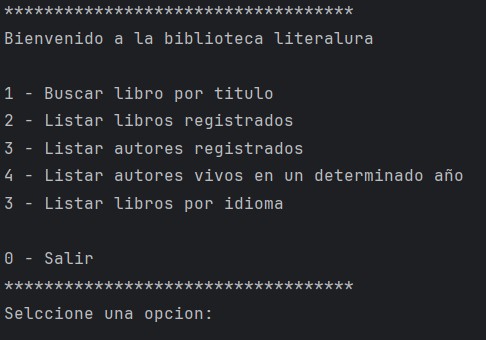 ***********************************
Bienvenido a la biblioteca literalura
1 - Buscar libro por titulo
2 - Listar libros registrados
3 - Listar autores registrados
4 - Listar autores vivos en un determinado año
3 - Listar libros por idioma
0 - Salir
***********************************
Selccione una opcion: